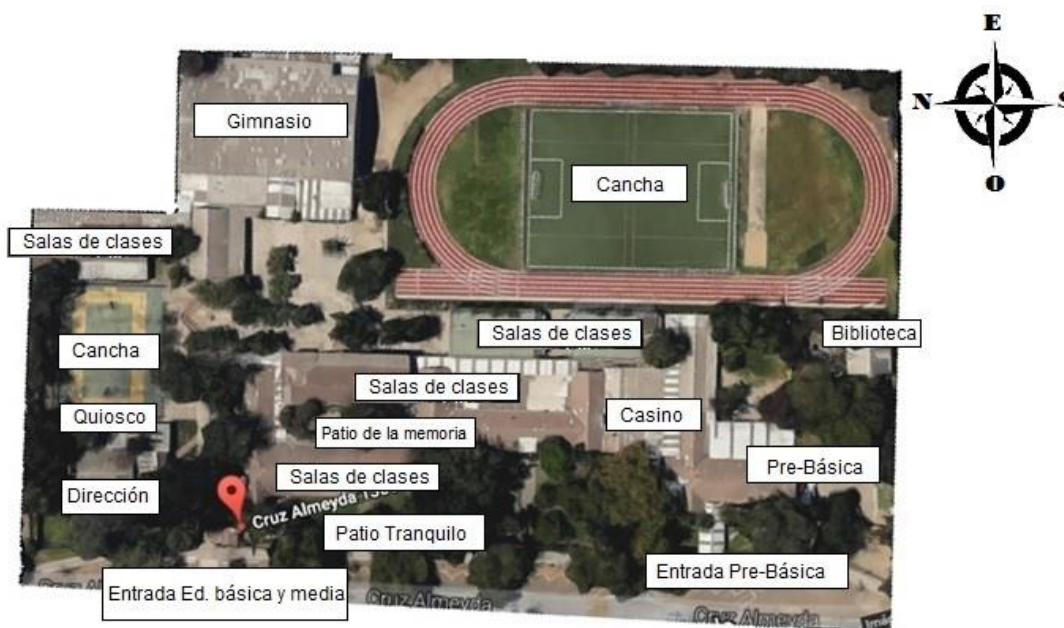 E
N
S
O
Gimnasio
Cancha
Salas de clases
Cancha
Salas de clases
Biblioteca
Salas de clases
Quiosco
Casino
Patio de la memoria
Pre-Básica
Salas de clases
Dirección
Cruz Almeyda
Patio Tranquilo
Entrada Pre-Básica
Entrada Ed. básica y media
Cruz Almeyda
Cruz Almeyda
Cruz Almeyda